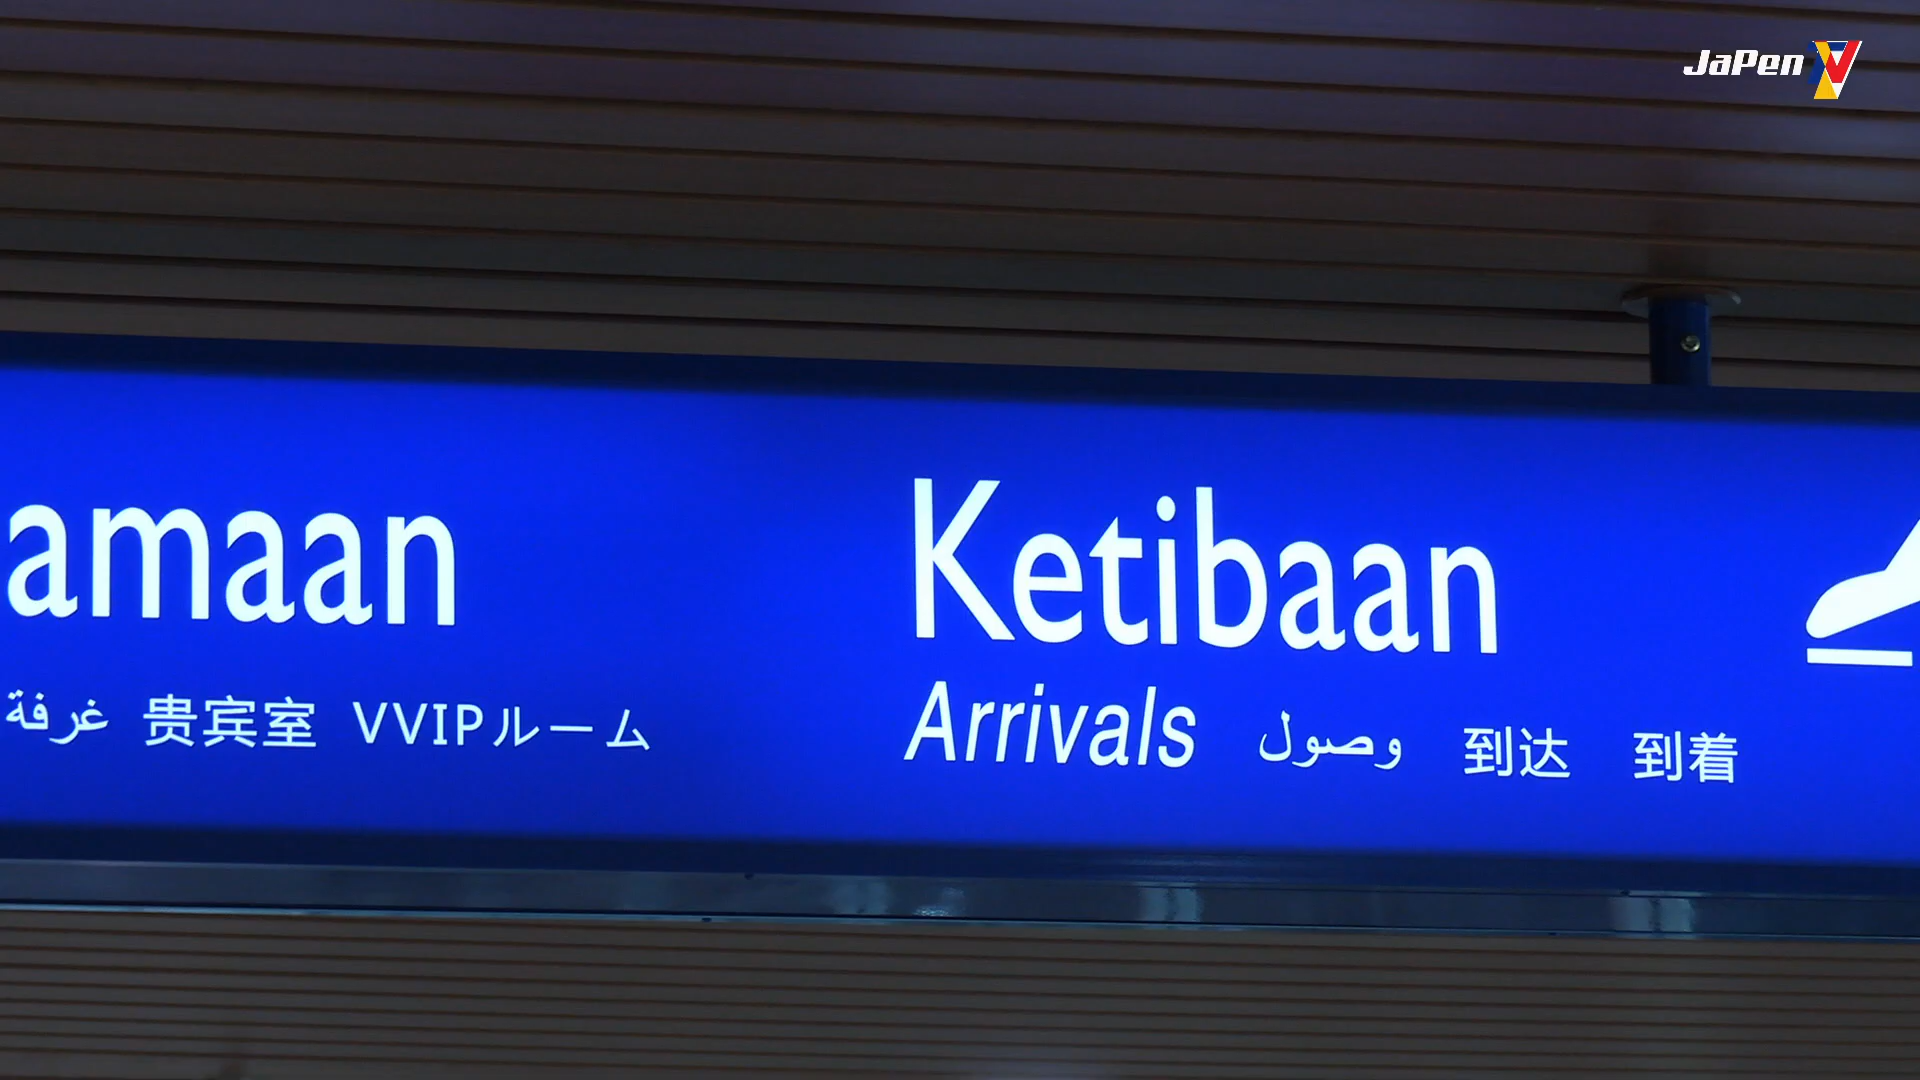 JaPen TV
amaan
غرفة 贵宾室 VVIPルーム
Ketibaan
Arrivals وصول 到达 到着